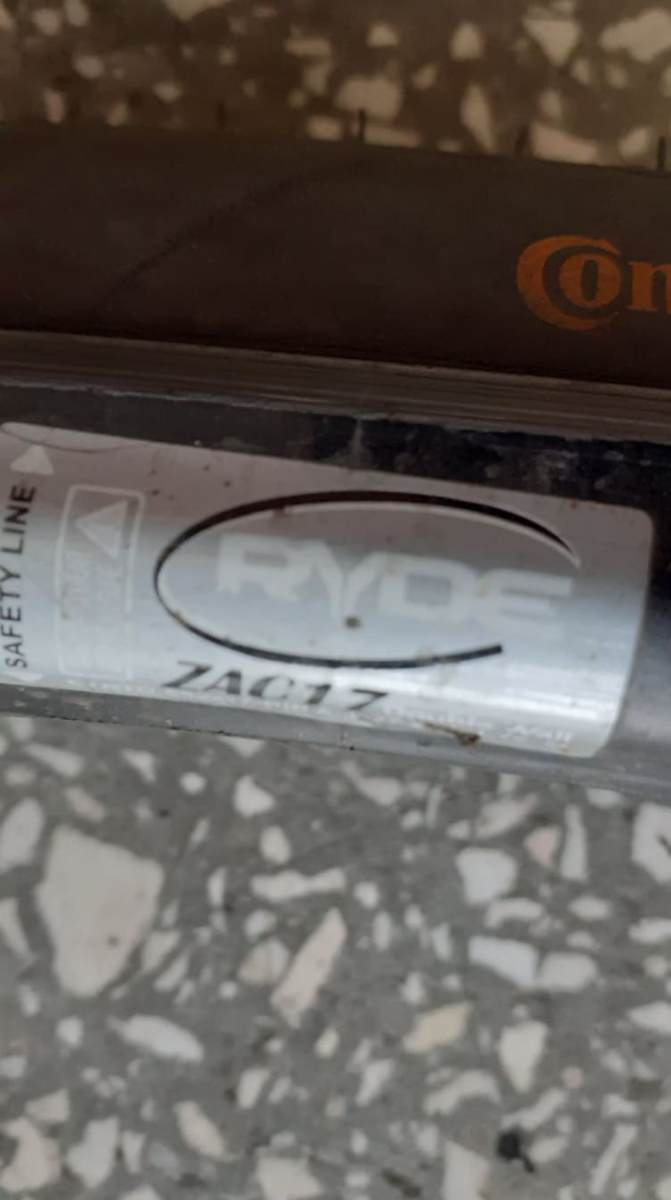 Con
SAFETY LINE
RYDE
ZAC17